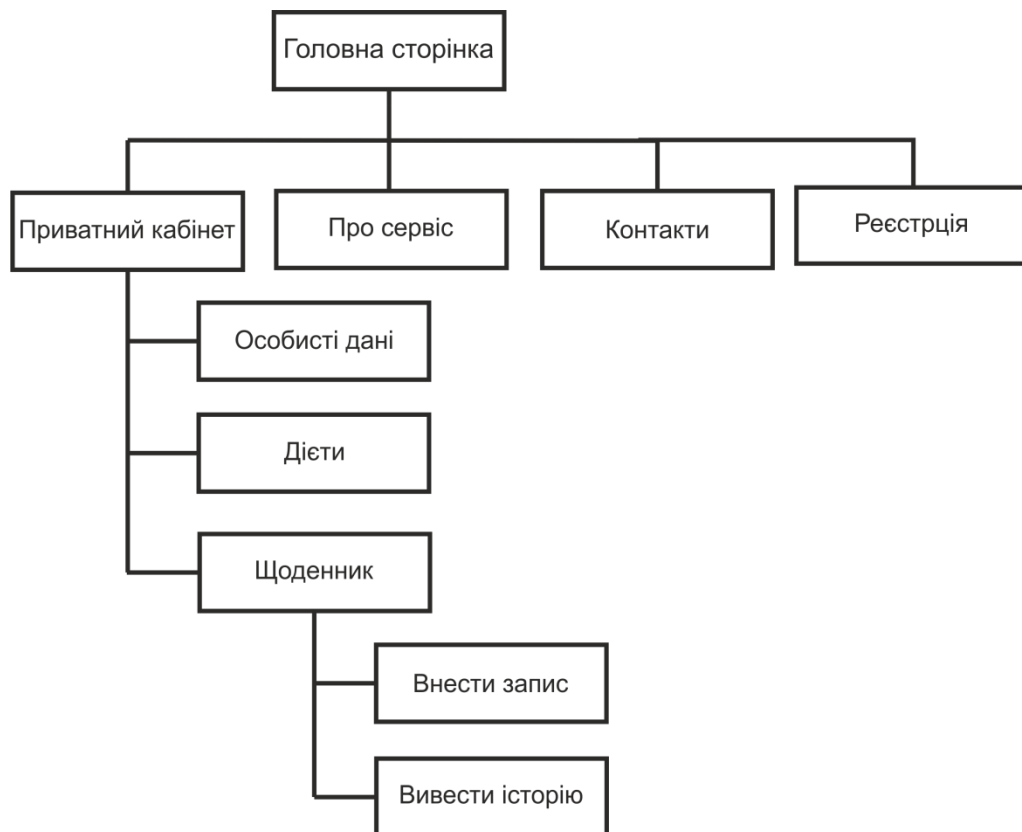 Головна сторінка
Приватний кабінет
Про сервіс
Контакти
Реєстрція
Особисті дані
Дієти
Щоденник
Внести запис
Вивести історію